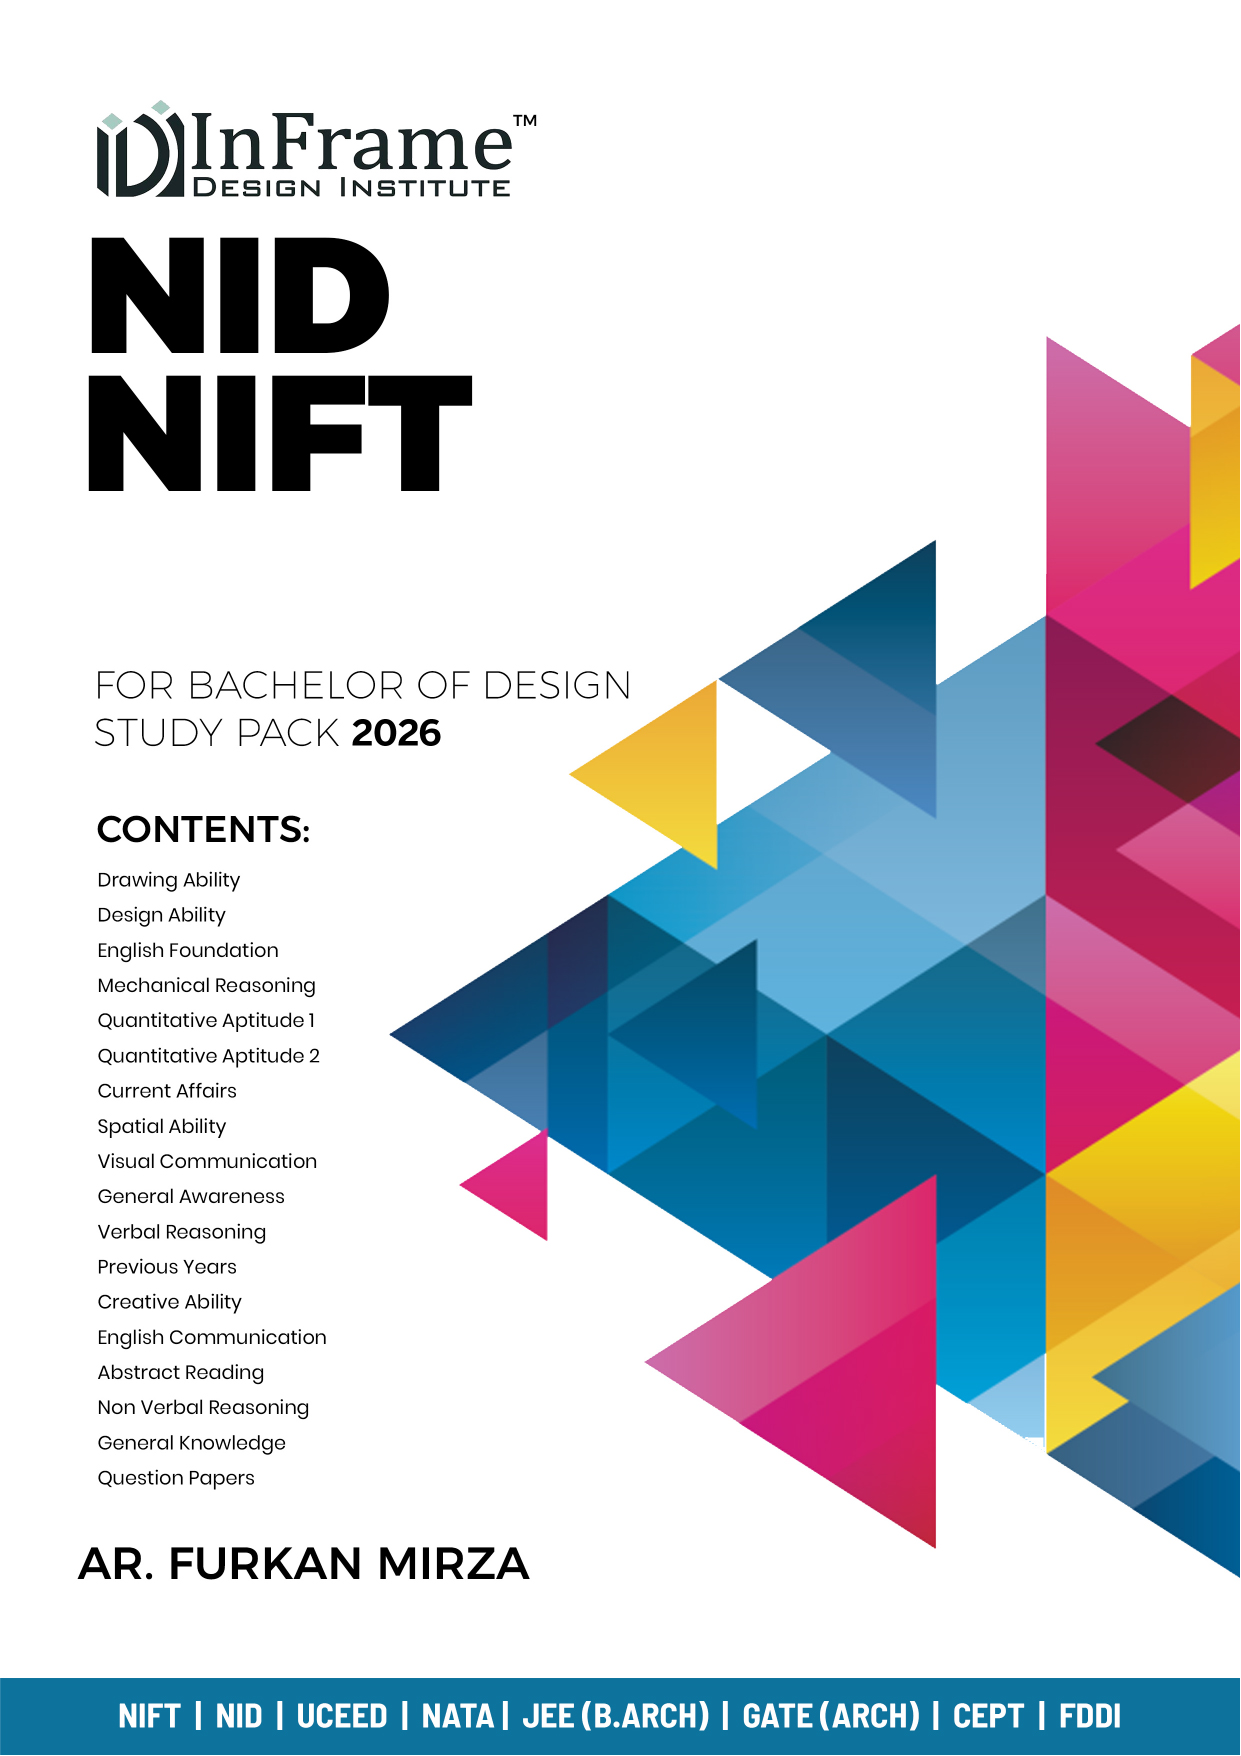 InFrame™
DESIGN INSTITUTE
NID
NIFT
FOR BACHELOR OF DESIGN
STUDY PACK 2026
CONTENTS:
Drawing Ability
Design Ability
English Foundation
Mechanical Reasoning
Quantitative Aptitude 1
Quantitative Aptitude 2
Current Affairs
Spatial Ability
Visual Communication
General Awareness
Verbal Reasoning
Previous Years
Creative Ability
English Communication
Abstract Reading
Non Verbal Reasoning
General Knowledge
Question Papers
AR. FURKAN MIRZA
NIFT | NID | UCEED | NATA | JEE (B.ARCH) | GATE (ARCH) | CEPT | FDDI